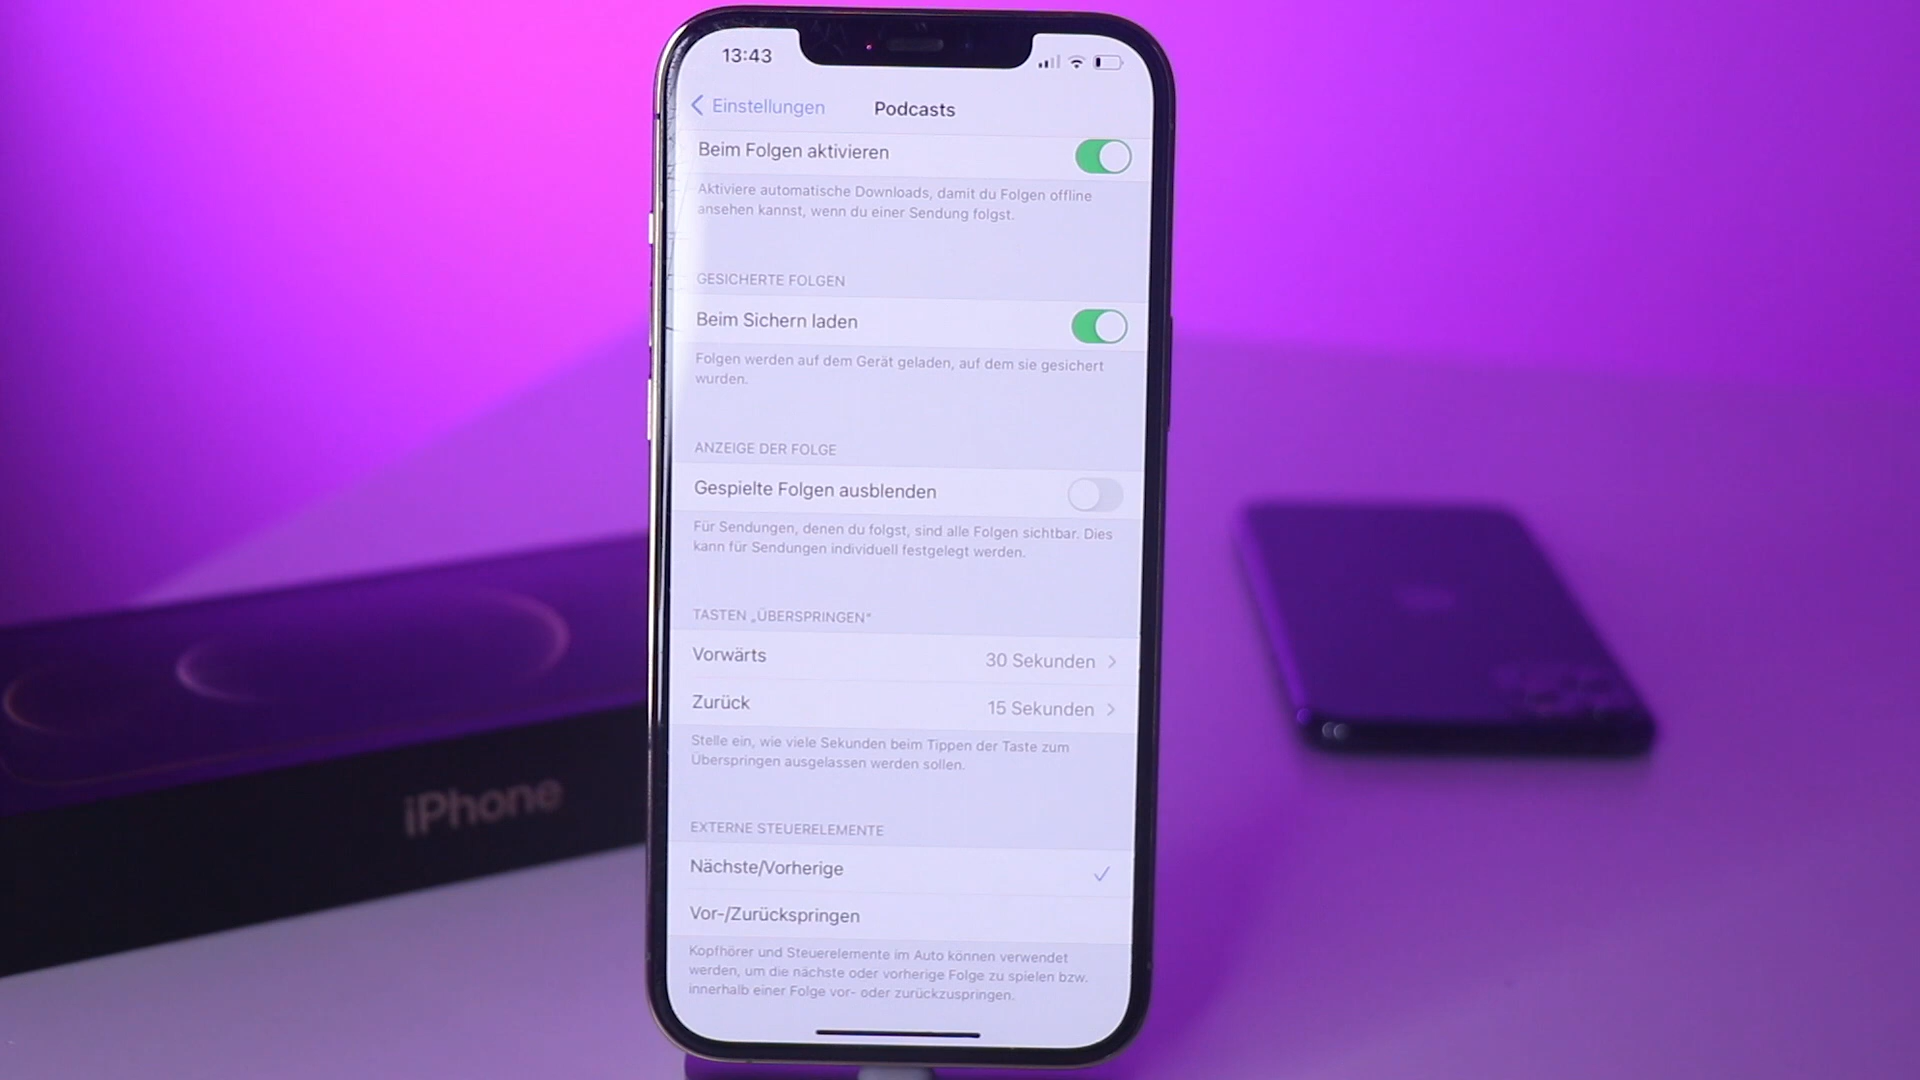 13:43
Einstellungen
Podcasts
Beim Folgen aktivieren
Aktiviere automatische Downloads, damit du Folgen offline
ansehen kannst, wenn du einer Sendung folgst.
GESICHERTE FOLGEN
Beim Sichern laden
Folgen werden auf dem Gerät geladen, auf dem sie gesichert
wurden.
ANZEIGE DER FOLGE
Gespielte Folgen ausblenden
Für Sendungen, denen du folgst, sind alle Folgen sichtbar. Dies
kann für Sendungen individuell festgelegt werden.
TASTEN „ÜBERSPRINGEN“
Vorwärts 30 Sekunden
Zurück 15 Sekunden
Stelle ein, wie viele Sekunden beim Tippen der Taste zum
Überspringen ausgelassen werden sollen.
EXTERNE STEUERELEMENTE
Nächste/Vorherige
Vor-/Zurückspringen
Kopfhörer und Steuerelemente im Auto können verwendet
werden, um die nächste oder vorherige Folge zu spielen bzw.
innerhalb einer Folge vor- oder zurückzuspringen.
iPhone